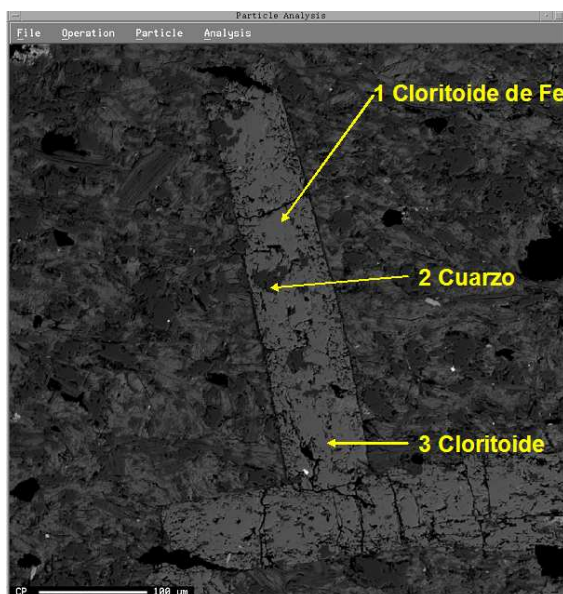 Particle Analysis
File Operation Particle Analysis
1 Cloritoide de Fe
2 Cuarzo
3 Cloritoide
CP 100 μm